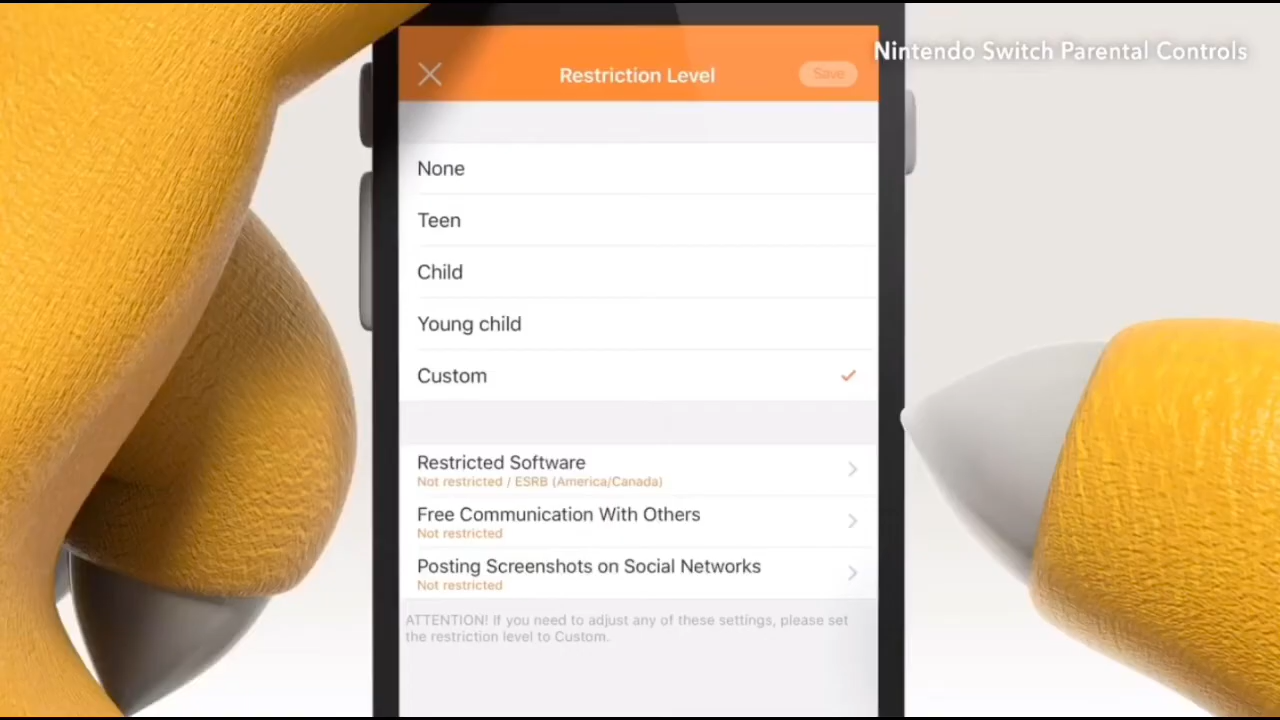 Nintendo Switch Parental Controls
Restriction Level
Save
None
Teen
Child
Young child
Custom
Restricted Software
Not restricted / ESRB (America/Canada)
Free Communication With Others
Not restricted
Posting Screenshots on Social Networks
Not restricted
ATTENTION! If you need to adjust any of these settings, please set
the restriction level to Custom.